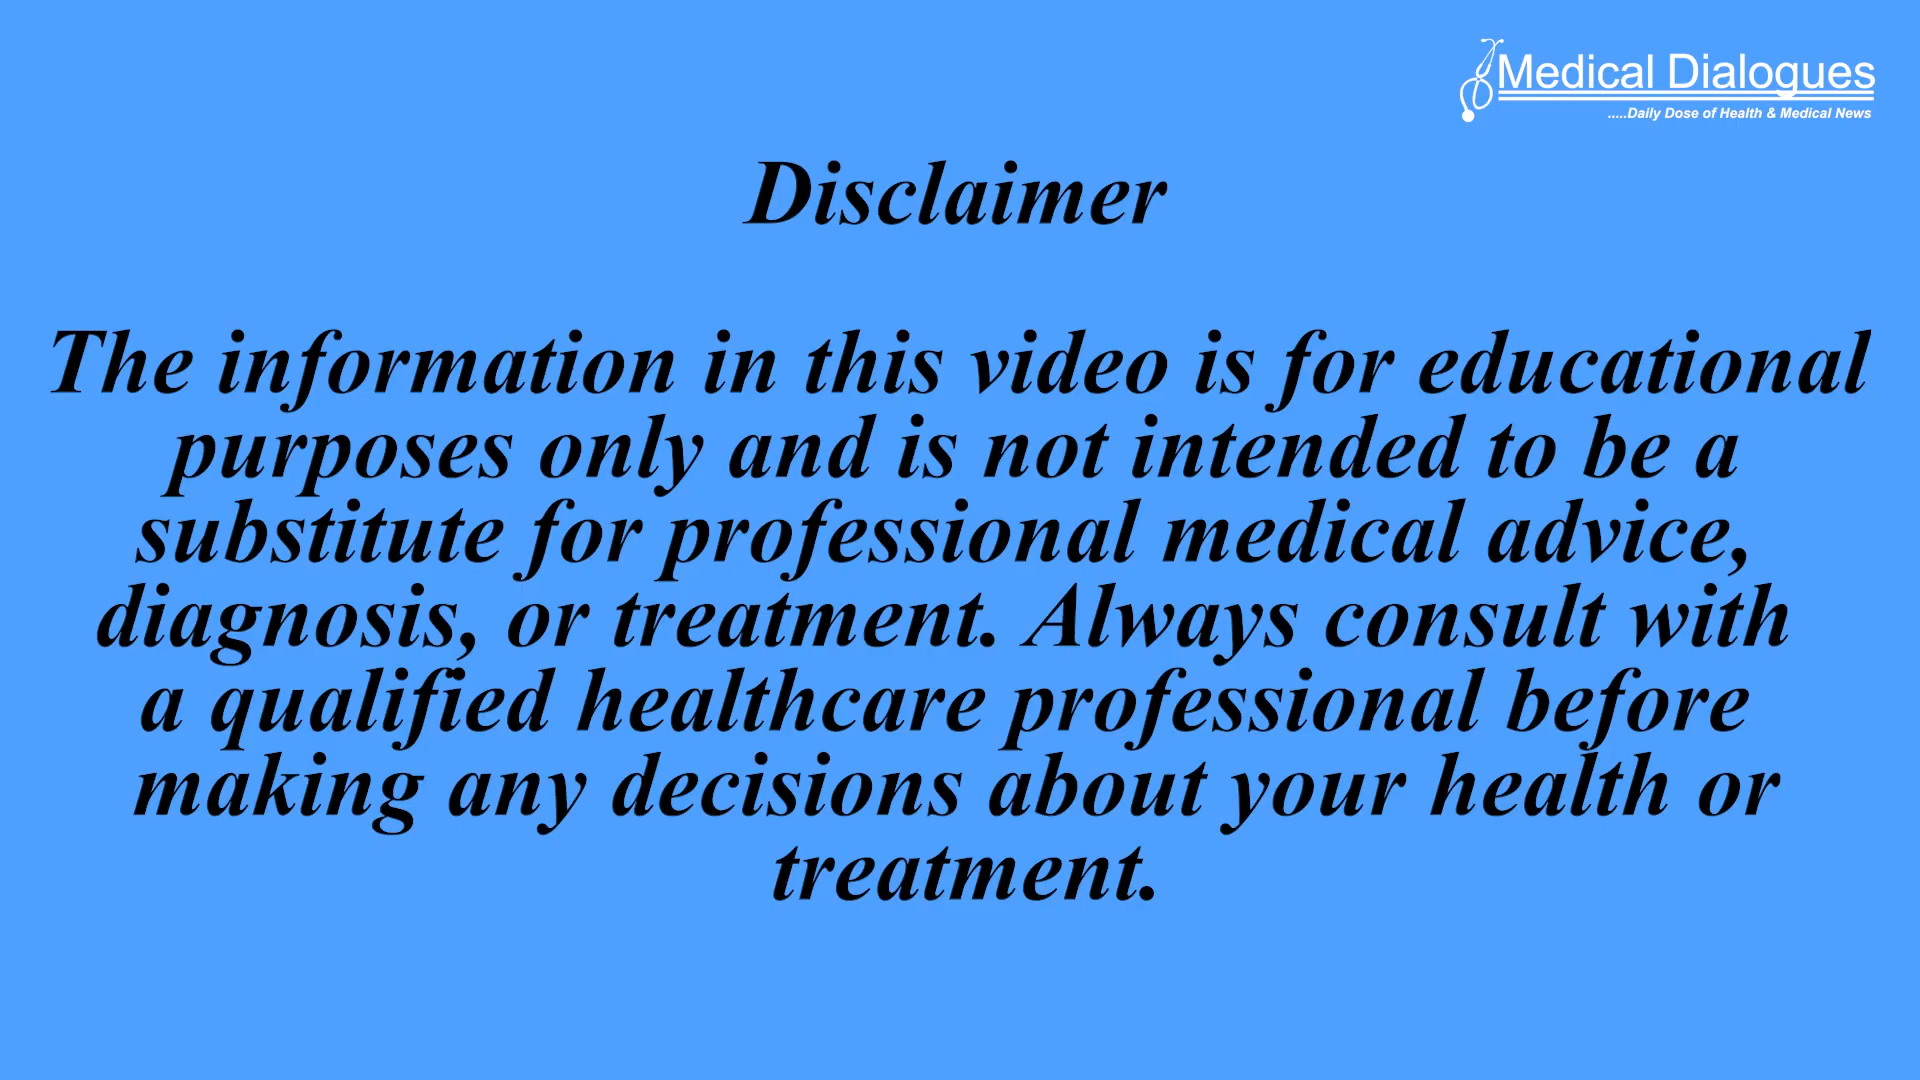 Medical Dialogues
.....Daily Dose of Health & Medical News
Disclaimer
The information in this video is for educational
purposes only and is not intended to be a
substitute for professional medical advice,
diagnosis, or treatment. Always consult with
a qualified healthcare professional before
making any decisions about your health or
treatment.